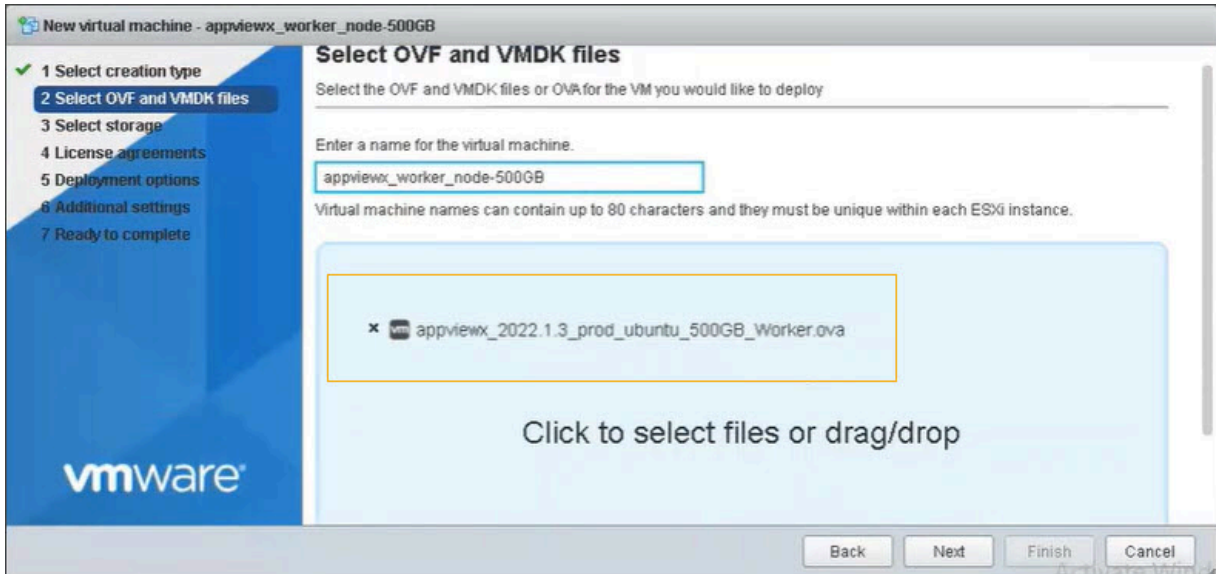 New virtual machine - appviewx_worker_node-500GB
1 Select creation type
2 Select OVF and VMDK files
3 Select storage
4 License agreements
5 Deployment options
6 Additional settings
7 Ready to complete
vmware
Select OVF and VMDK files
Select the OVF and VMDK files or OVA for the VM you would like to deploy
Enter a name for the virtual machine.
appviewx_worker_node-500GB
Virtual machine names can contain up to 80 characters and they must be unique within each ESXi instance.
vm appviewx_2022.1.3_prod_ubuntu_500GB_Worker.ova
Click to select files or drag/drop
Back Next Finish Cancel